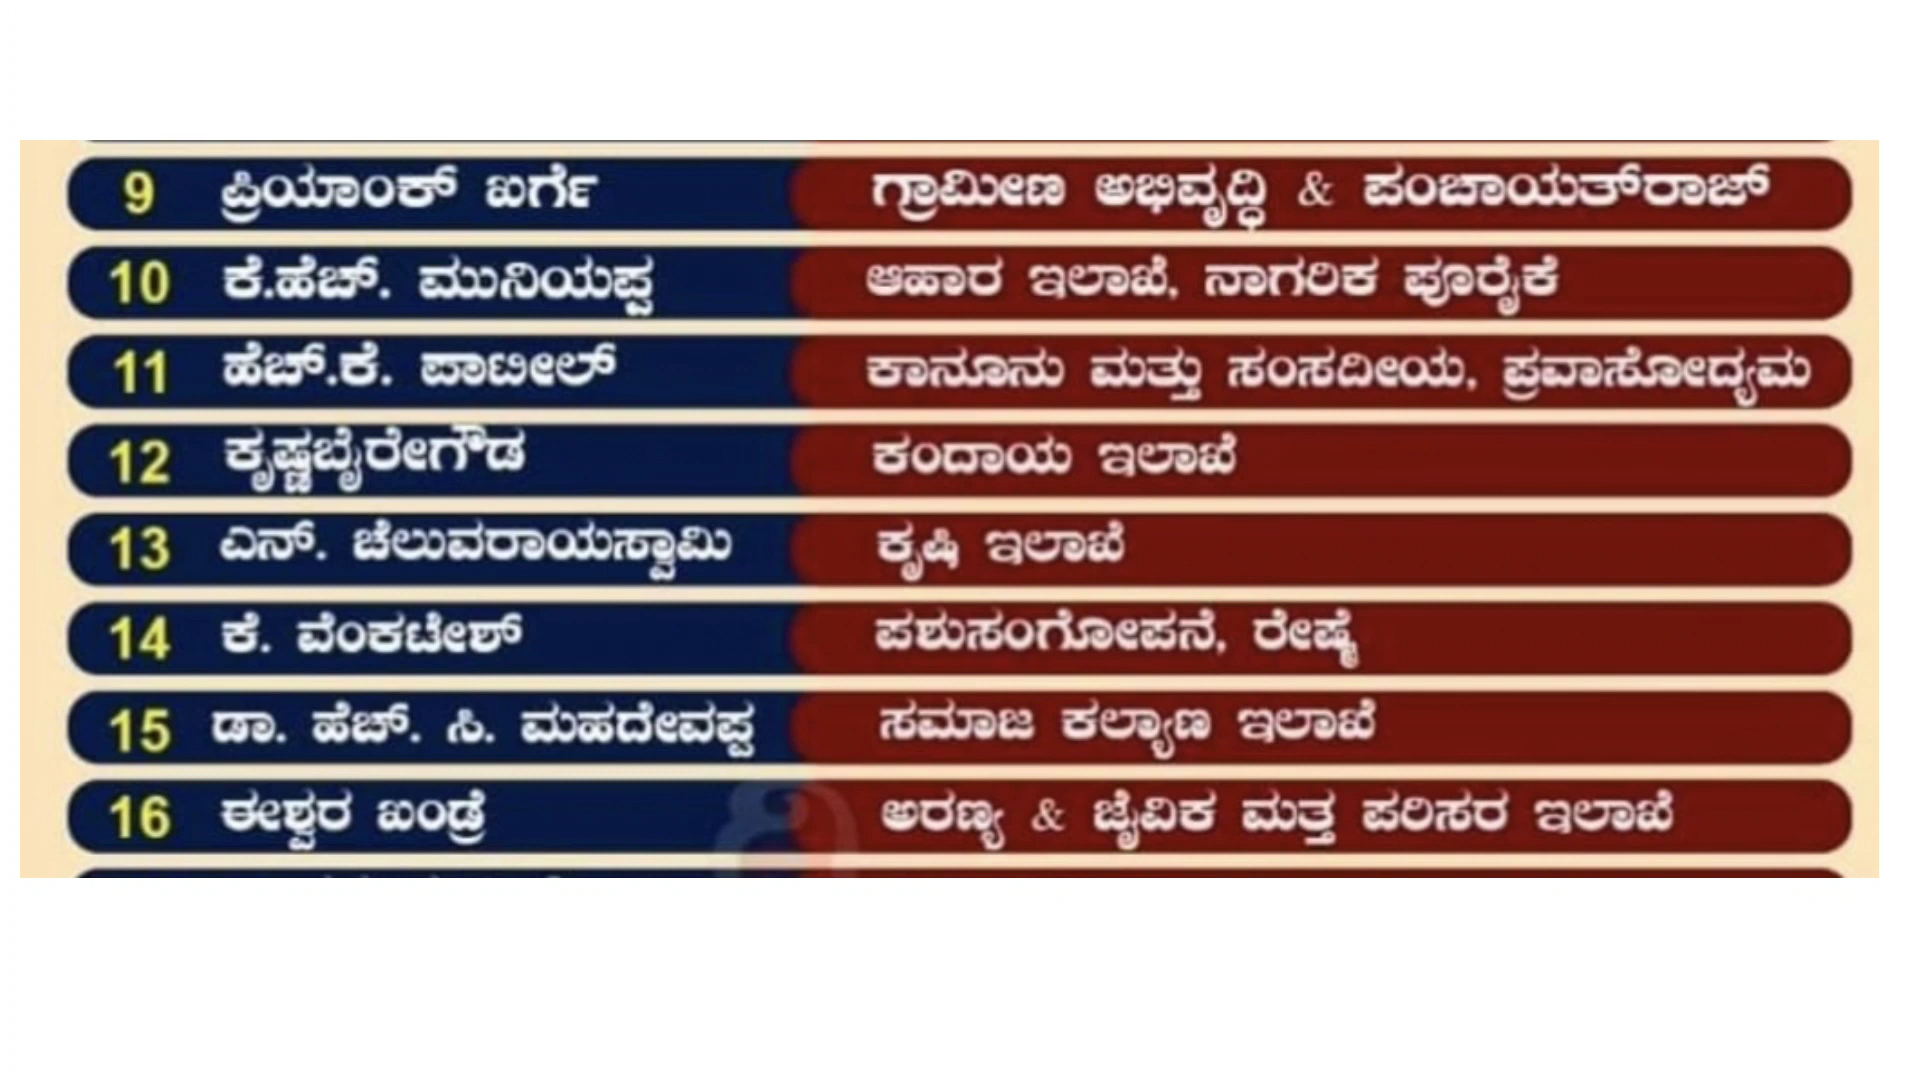 9 ಪ್ರಿಯಾಂಕ್ ಖರ್ಗೆ ಗ್ರಾಮೀಣ ಅಭಿವೃದ್ಧಿ & ಪಂಚಾಯತ್‌ರಾಜ್
10 ಕೆ.ಹೆಚ್. ಮುನಿಯಪ್ಪ ಆಹಾರ ಇಲಾಖೆ, ನಾಗರಿಕ ಪೂರೈಕೆ
11 ಹೆಚ್.ಕೆ. ಪಾಟೀಲ್ ಕಾನೂನು ಮತ್ತು ಸಂಸದೀಯ, ಪ್ರವಾಸೋದ್ಯಮ
12 ಕೃಷ್ಣಬೈರೇಗೌಡ ಕಂದಾಯ ಇಲಾಖೆ
13 ಎನ್. ಚೆಲುವರಾಯಸ್ವಾಮಿ ಕೃಷಿ ಇಲಾಖೆ
14 ಕೆ. ವೆಂಕಟೇಶ್ ಪಶುಸಂಗೋಪನೆ, ರೇಷ್ಮೆ
15 ಡಾ. ಹೆಚ್. ಸಿ. ಮಹದೇವಪ್ಪ ಸಮಾಜ ಕಲ್ಯಾಣ ಇಲಾಖೆ
16 ಈಶ್ವರ ಖಂಡ್ರೆ ಅರಣ್ಯ & ಜೈವಿಕ ಮತ್ತ ಪರಿಸರ ಇಲಾಖೆ